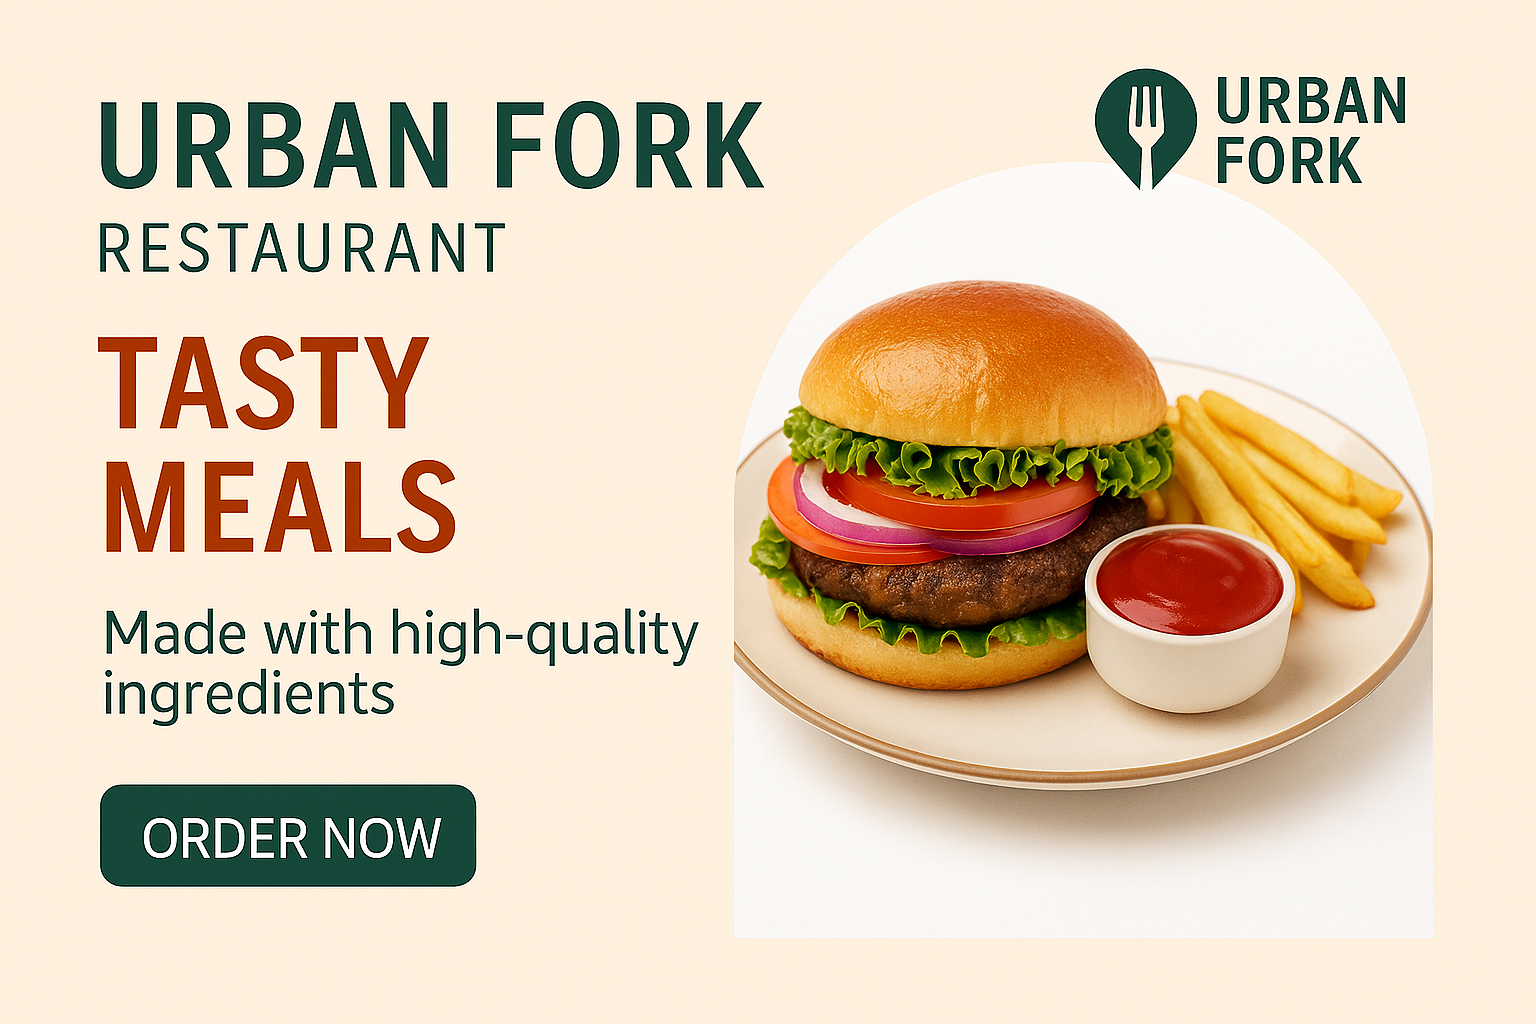 URBAN FORK
RESTAURANT
TASTY
MEALS
Made with high-quality
ingredients
ORDER NOW
URBAN
FORK